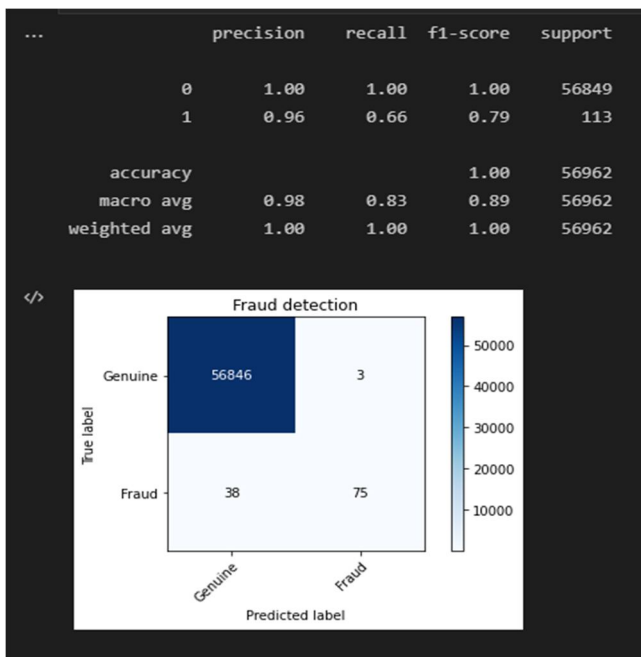 ...
precision recall f1-score support
0 1.00 1.00 1.00 56849
1 0.96 0.66 0.79 113
accuracy 1.00 56962
macro avg 0.98 0.83 0.89 56962
weighted avg 1.00 1.00 1.00 56962
</>
Fraud detection
50000
Genuine 56846 3
40000
True label
30000
20000
Fraud 38 75
10000
Genuine Fraud
Predicted label